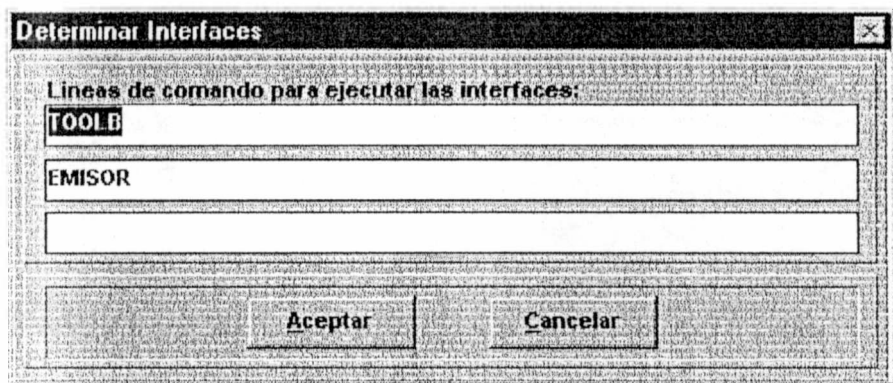 Determinar Interfaces
Lineas de comando para ejecutar las interfaces:
TOOLB
EMISOR
Aceptar
Cancelar